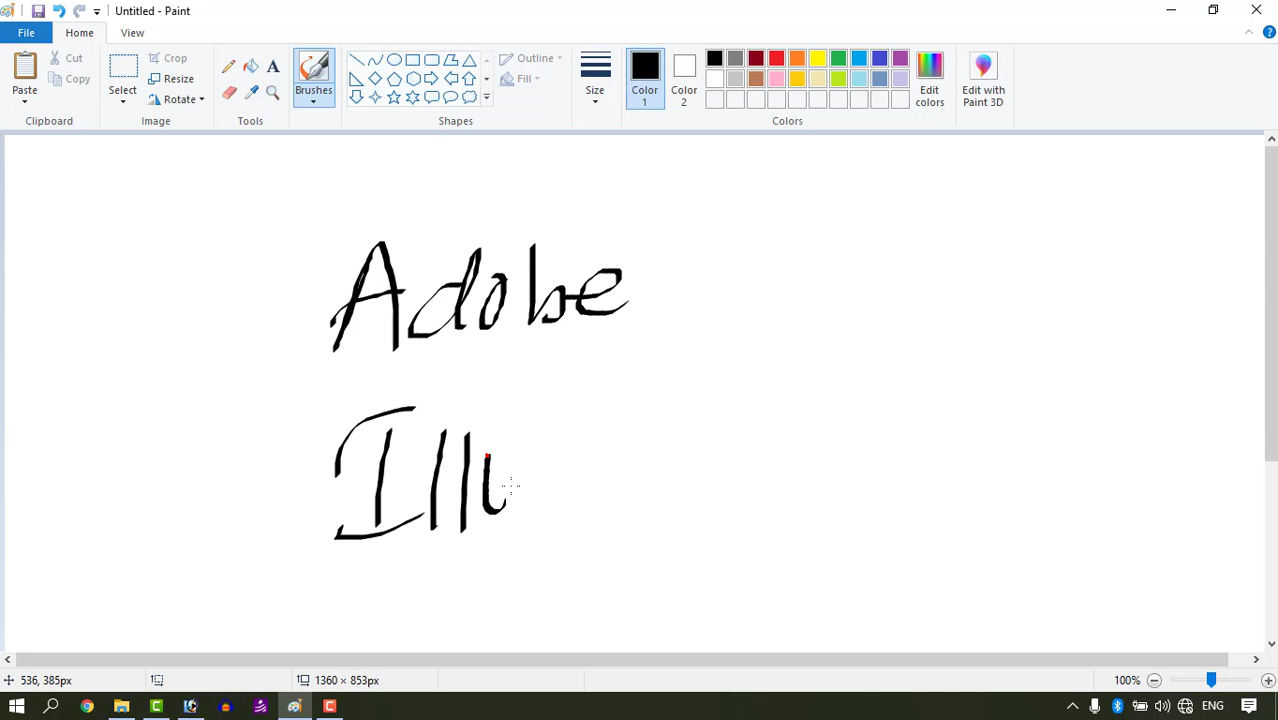 Untitled - Paint
File Home View
Paste Cut Copy Clipboard
Select Crop Resize Rotate Image
Tools
Brushes
Outline Fill Shapes
Size
Color 1 Color 2 Edit colors Colors
Edit with Paint 3D
Adobe
Illu
536, 385px 1360 × 853px 100%
ENG